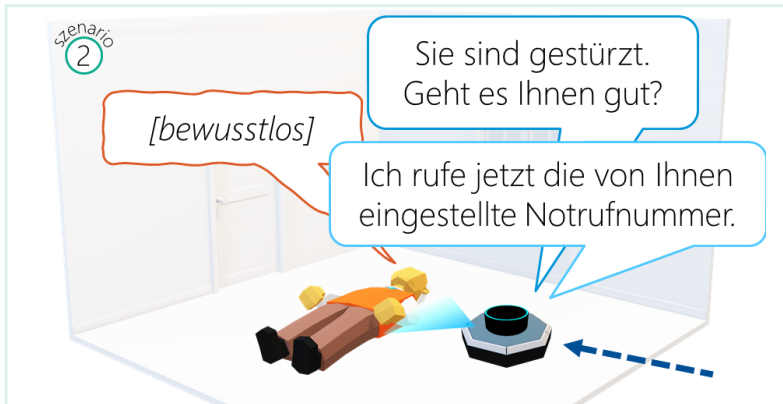 szenario
2
Sie sind gestürzt.
Geht es Ihnen gut?
[bewusstlos]
Ich rufe jetzt die von Ihnen
eingestellte Notrufnummer.